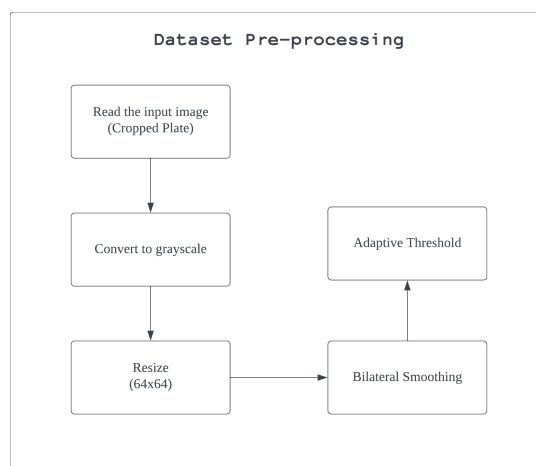 Dataset Pre-processing
Read the input image
(Cropped Plate)
Convert to grayscale
Resize
(64x64)
Bilateral Smoothing
Adaptive Threshold